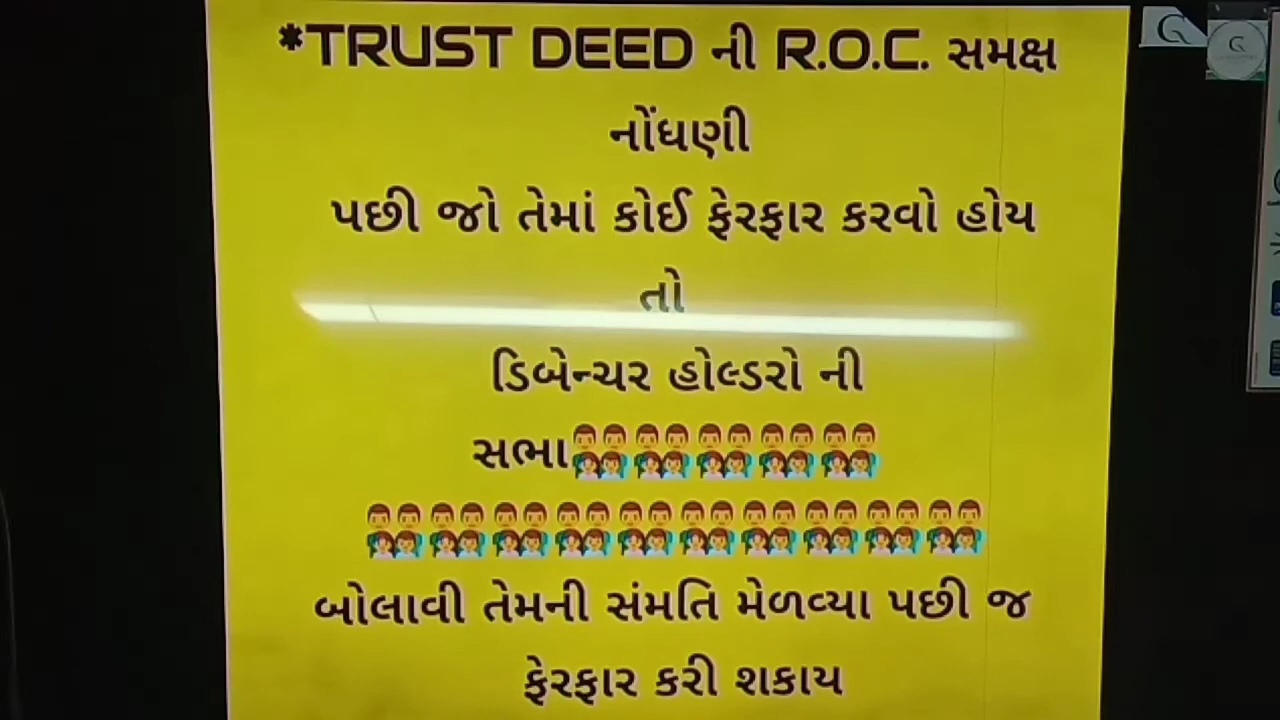 *TRUST DEED ની R.O.C. સમક્ષ
નોંધણી
પછી જો તેમાં કોઈ ફેરફાર કરવો હોય
તો
ડિબેન્ચર હોલ્ડરો ની
સભા
બોલાવી તેમની સંમતિ મેળવ્યા પછી જ
ફેરફાર કરી શકાય